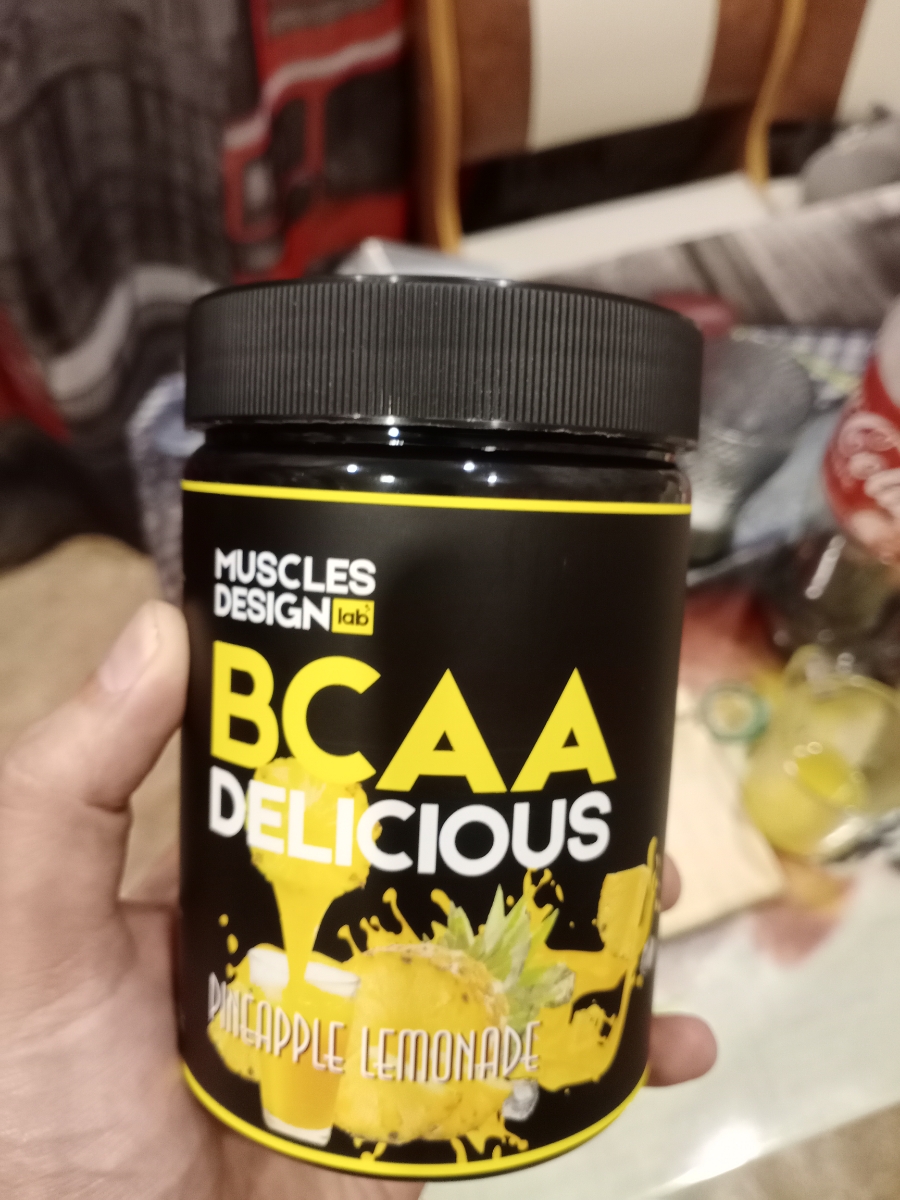 MUSCLES
DESIGN lab's
BCAA
DELICIOUS
PINEAPPLE LEMONADE